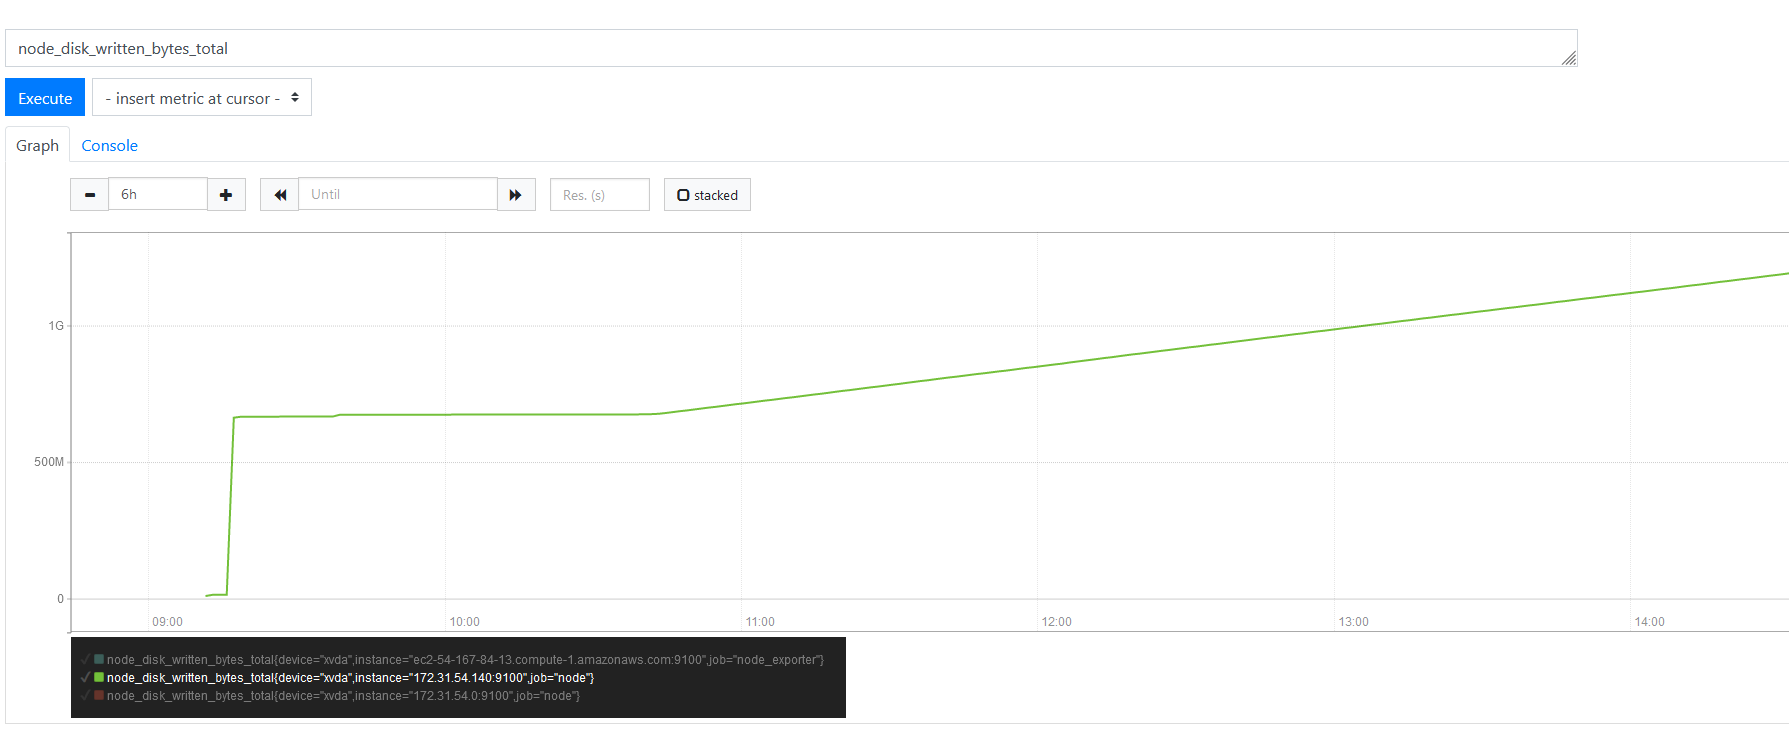 node_disk_written_bytes_total
Execute
- insert metric at cursor -
Graph
Console
6h
Until
Res. (s)
stacked
1G
500M
0
09:00
10:00
11:00
12:00
13:00
14:00
node_disk_written_bytes_total{device="xvda",instance="ec2-54-167-84-13.compute-1.amazonaws.com:9100",job="node_exporter"}
node_disk_written_bytes_total{device="xvda",instance="172.31.54.140:9100",job="node"}
node_disk_written_bytes_total{device="xvda",instance="172.31.54.0:9100",job="node"}